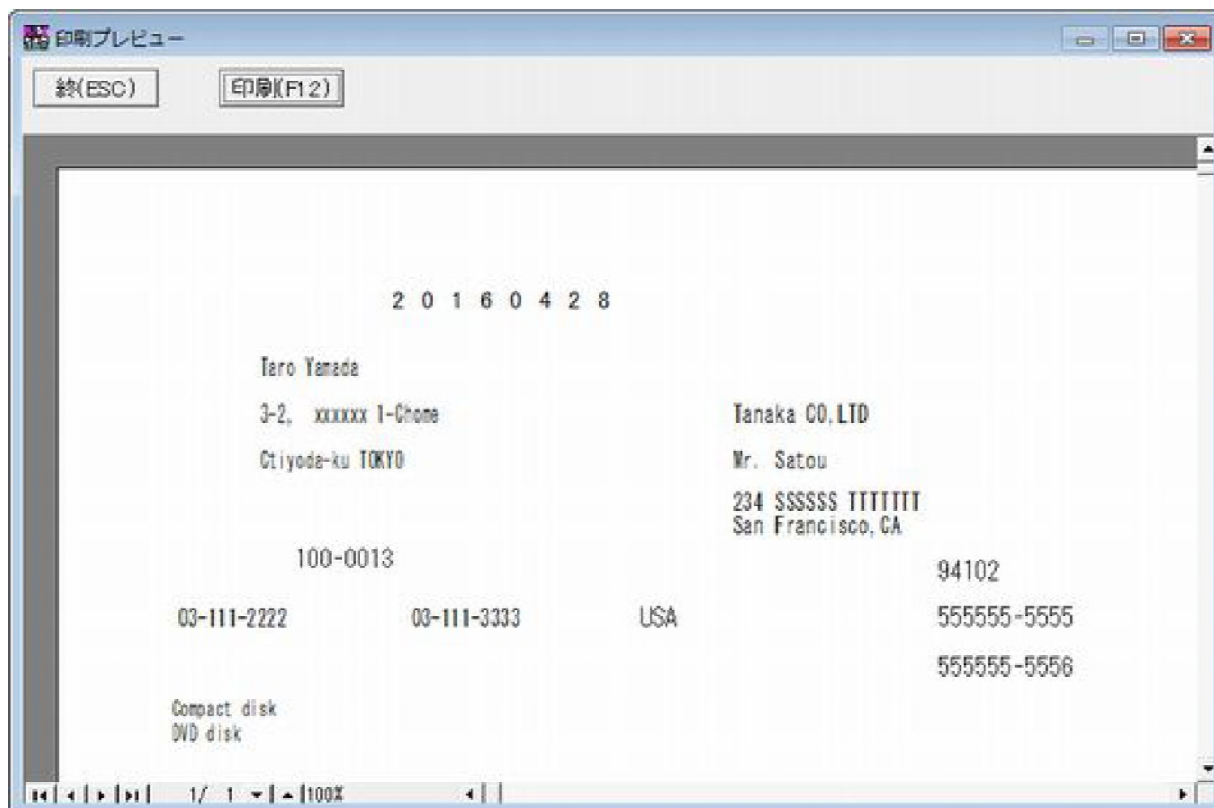 印刷プレビュー
終(ESC) 印刷(F12)
2 0 1 6 0 4 2 8
Taro Yamada
3-2, xxxxxx 1-Chome
Ctiyoda-ku TOKYO
Tanaka CO,LTD
Mr. Satou
234 SSSSSS TTTTTTT
San Francisco,CA
100-0013
94102
03-111-2222 03-111-3333 USA 555555-5555
555555-5556
Compact disk
DVD disk
1/ 1 100%